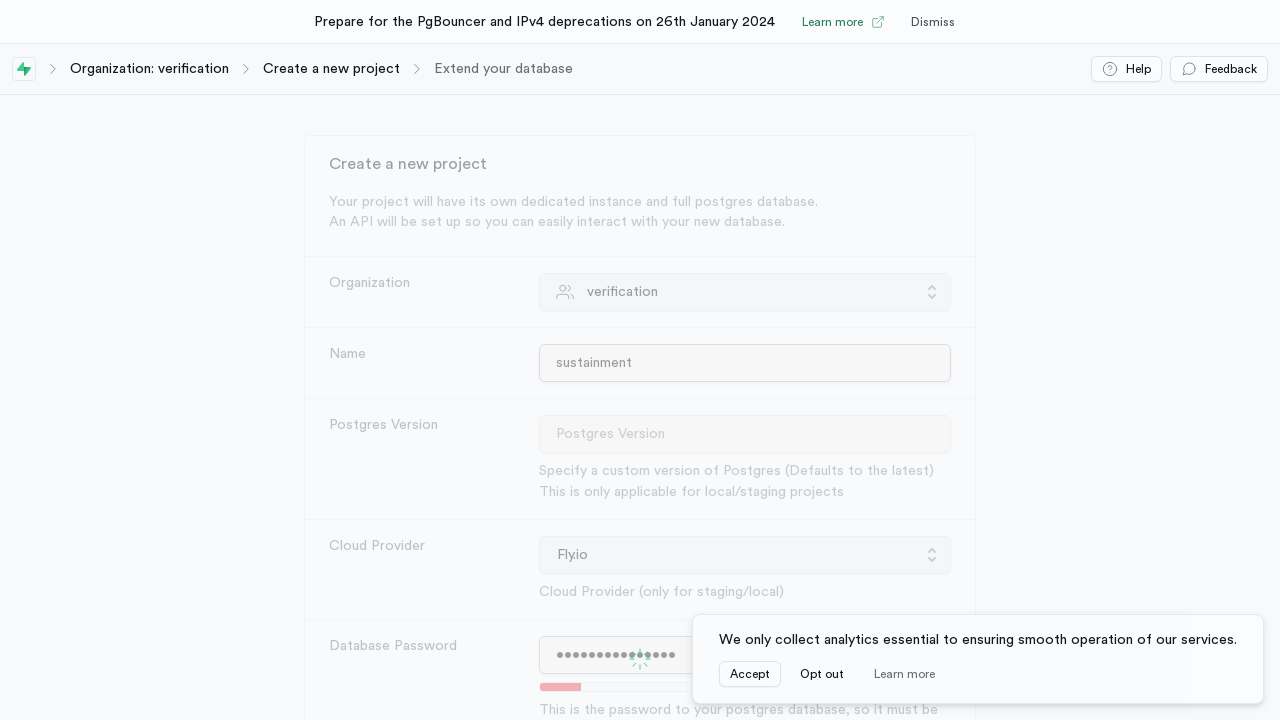 Prepare for the PgBouncer and IPv4 deprecations on 26th January 2024 Learn more Dismiss
Organization: verification Create a new project Extend your database Help Feedback
Create a new project
Your project will have its own dedicated instance and full postgres database.
An API will be set up so you can easily interact with your new database.
Organization
verification
Name
sustainment
Postgres Version
Postgres Version
Specify a custom version of Postgres (Defaults to the latest)
This is only applicable for local/staging projects
Cloud Provider
Fly.io
Cloud Provider (only for staging/local)
Database Password
This is the password to your postgres database, so it must be
We only collect analytics essential to ensuring smooth operation of our services.
Accept Opt out Learn more